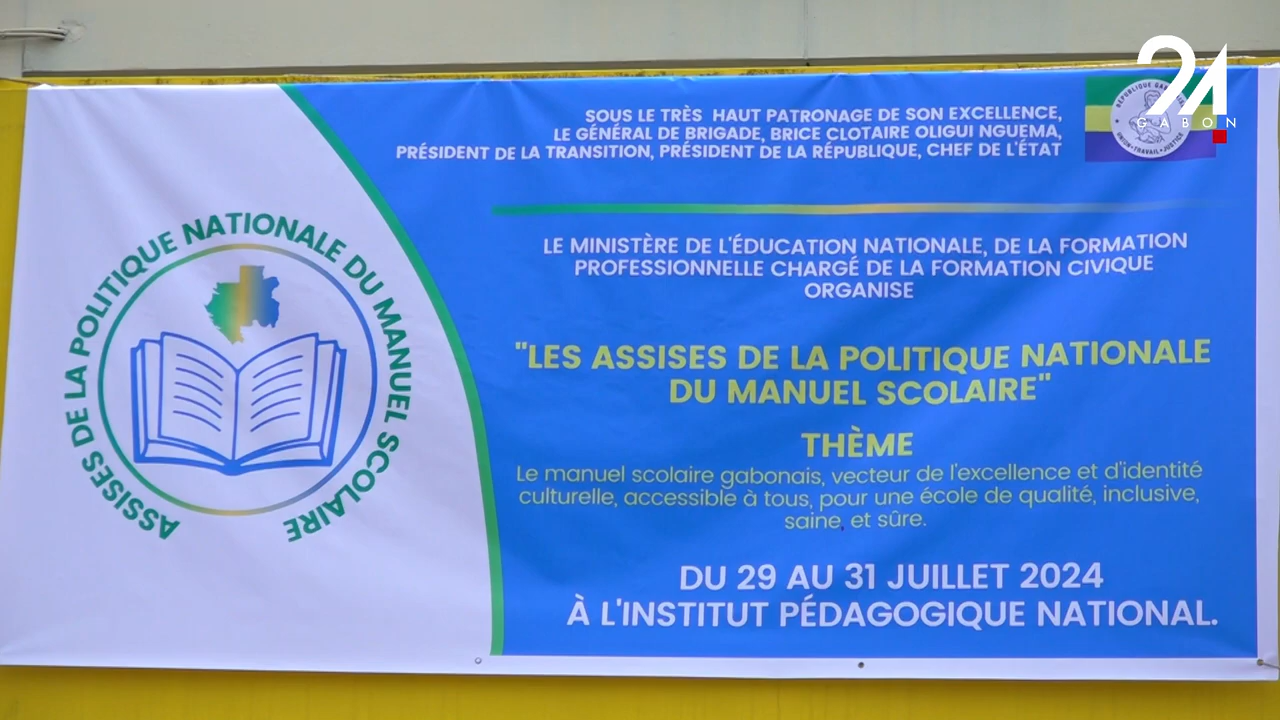 24
GABON
SOUS LE TRÈS HAUT PATRONAGE DE SON EXCELLENCE,
LE GÉNÉRAL DE BRIGADE, BRICE CLOTAIRE OLIGUI NGUEMA,
PRÉSIDENT DE LA TRANSITION, PRÉSIDENT DE LA RÉPUBLIQUE, CHEF DE L'ÉTAT
RÉPUBLIQUE
UNION•TRAVAIL•JUSTICE
ASSISES DE LA POLITIQUE NATIONALE DU MANUEL SCOLAIRE
LE MINISTÈRE DE L'ÉDUCATION NATIONALE, DE LA FORMATION
PROFESSIONNELLE CHARGÉ DE LA FORMATION CIVIQUE
ORGANISE
"LES ASSISES DE LA POLITIQUE NATIONALE
DU MANUEL SCOLAIRE"
THÈME
Le manuel scolaire gabonais, vecteur de l'excellence et d'identité
culturelle, accessible à tous, pour une école de qualité, inclusive,
saine, et sûre.
DU 29 AU 31 JUILLET 2024
À L'INSTITUT PÉDAGOGIQUE NATIONAL.